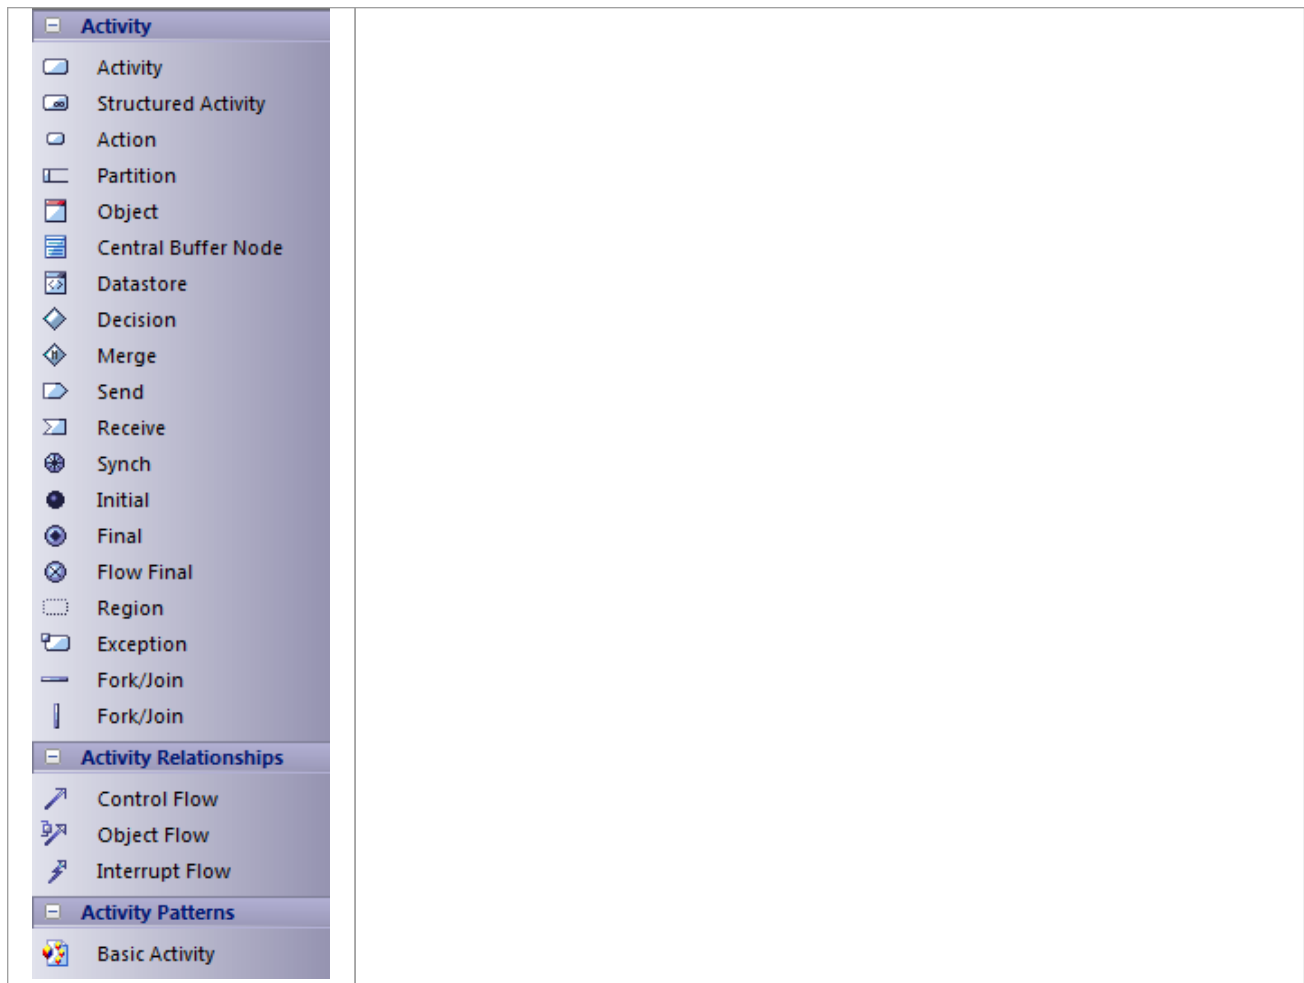 Activity
Activity
Structured Activity
Action
Partition
Object
Central Buffer Node
Datastore
Decision
Merge
Send
Receive
Synch
Initial
Final
Flow Final
Region
Exception
Fork/Join
Fork/Join
Activity Relationships
Control Flow
Object Flow
Interrupt Flow
Activity Patterns
Basic Activity